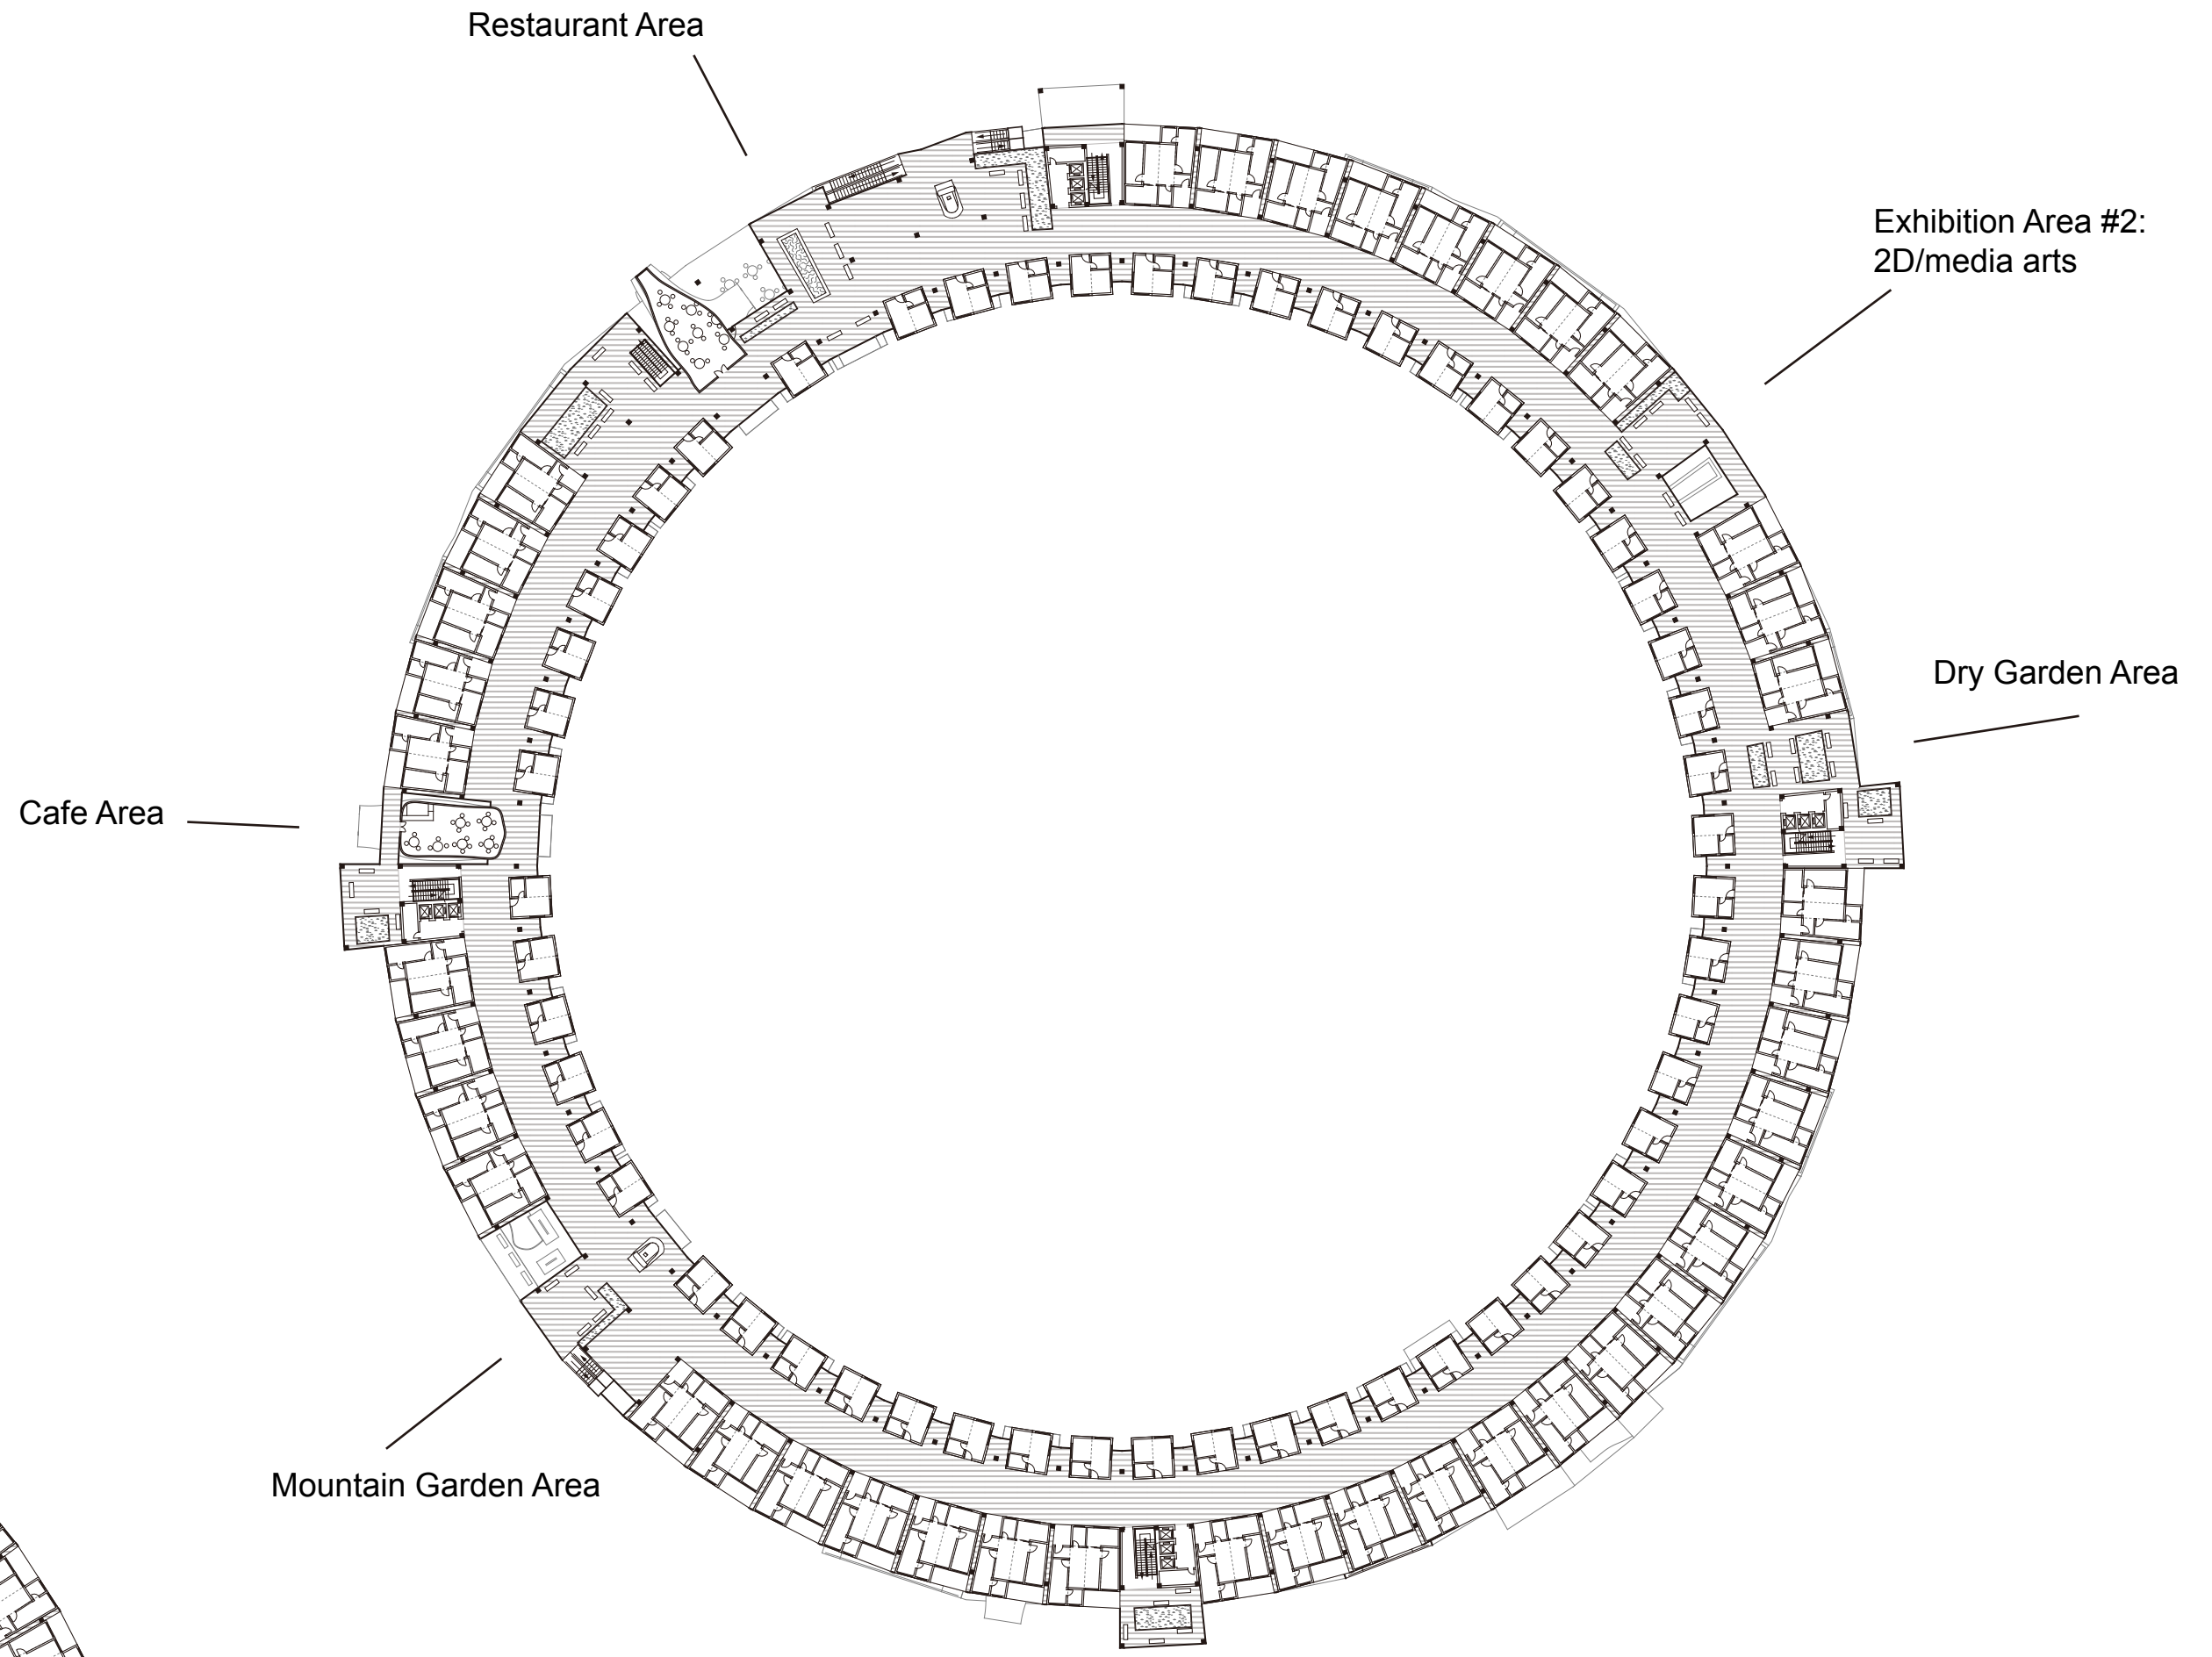 Restaurant Area
Exhibition Area #2:
2D/media arts
Dry Garden Area
Cafe Area
Mountain Garden Area